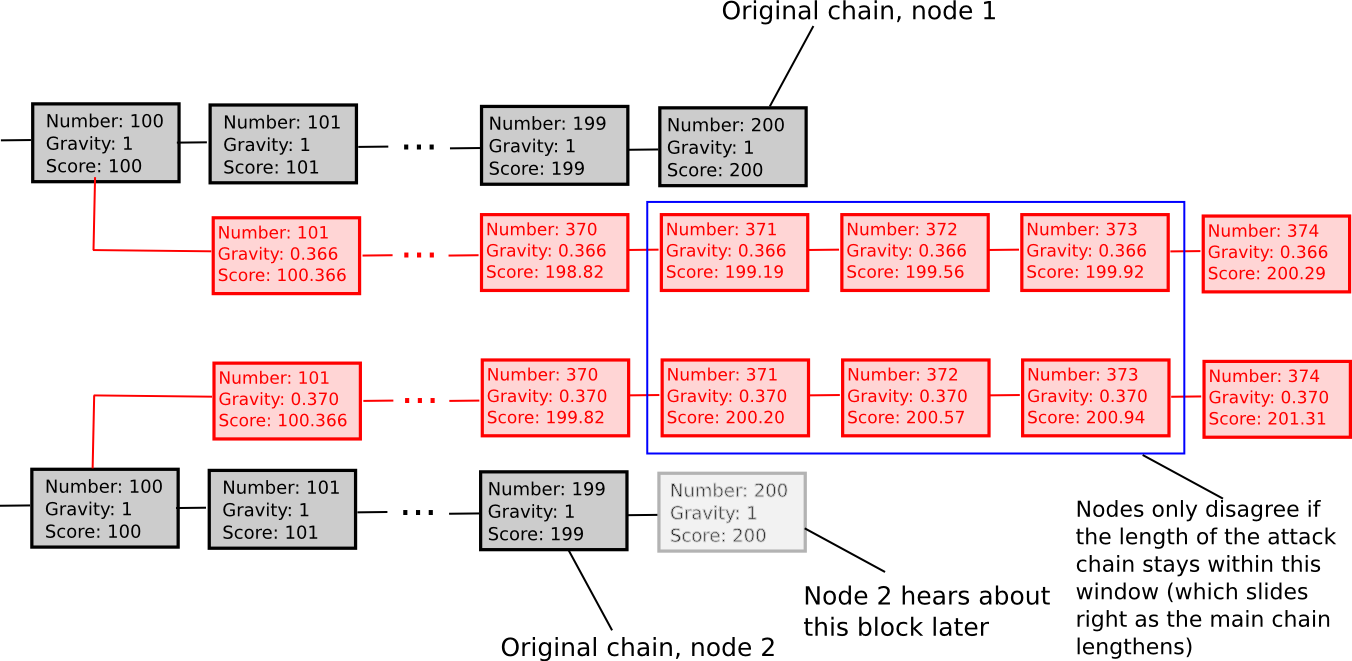 Original chain, node 1
Number: 100
Gravity: 1
Score: 100
Number: 101
Gravity: 1
Score: 101
...
Number: 199
Gravity: 1
Score: 199
Number: 200
Gravity: 1
Score: 200
Number: 101
Gravity: 0.366
Score: 100.366
...
Number: 370
Gravity: 0.366
Score: 198.82
Number: 371
Gravity: 0.366
Score: 199.19
Number: 372
Gravity: 0.366
Score: 199.56
Number: 373
Gravity: 0.366
Score: 199.92
Number: 374
Gravity: 0.366
Score: 200.29
Number: 101
Gravity: 0.370
Score: 100.366
...
Number: 370
Gravity: 0.370
Score: 199.82
Number: 371
Gravity: 0.370
Score: 200.20
Number: 372
Gravity: 0.370
Score: 200.57
Number: 373
Gravity: 0.370
Score: 200.94
Number: 374
Gravity: 0.370
Score: 201.31
Number: 100
Gravity: 1
Score: 100
Number: 101
Gravity: 1
Score: 101
...
Number: 199
Gravity: 1
Score: 199
Number: 200
Gravity: 1
Score: 200
Nodes only disagree if
the length of the attack
chain stays within this
window (which slides
right as the main chain
lengthens)
Node 2 hears about
this block later
Original chain, node 2